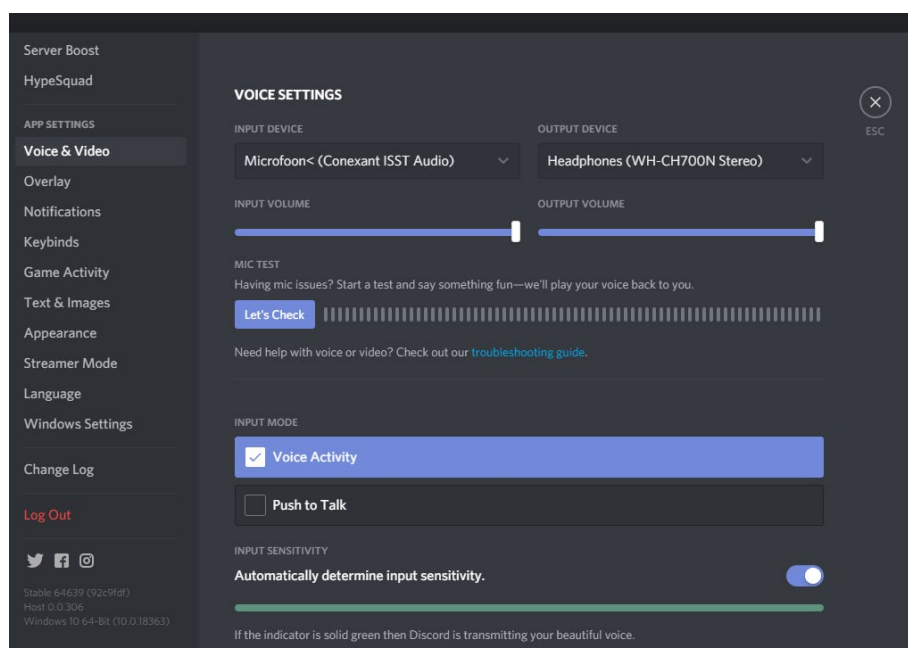 Server Boost
HypeSquad
APP SETTINGS
Voice & Video
Overlay
Notifications
Keybinds
Game Activity
Text & Images
Appearance
Streamer Mode
Language
Windows Settings
Change Log
Log Out
Stable 64639 (92c9fdf)
Host 0.0.306
Windows 10 64-Bit (10.0.18363)
VOICE SETTINGS
INPUT DEVICE
Microfoon< (Conexant ISST Audio)
OUTPUT DEVICE
Headphones (WH-CH700N Stereo)
INPUT VOLUME
OUTPUT VOLUME
MIC TEST
Having mic issues? Start a test and say something fun—we'll play your voice back to you.
Let's Check
Need help with voice or video? Check out our troubleshooting guide.
INPUT MODE
Voice Activity
Push to Talk
INPUT SENSITIVITY
Automatically determine input sensitivity.
If the indicator is solid green then Discord is transmitting your beautiful voice.
ESC